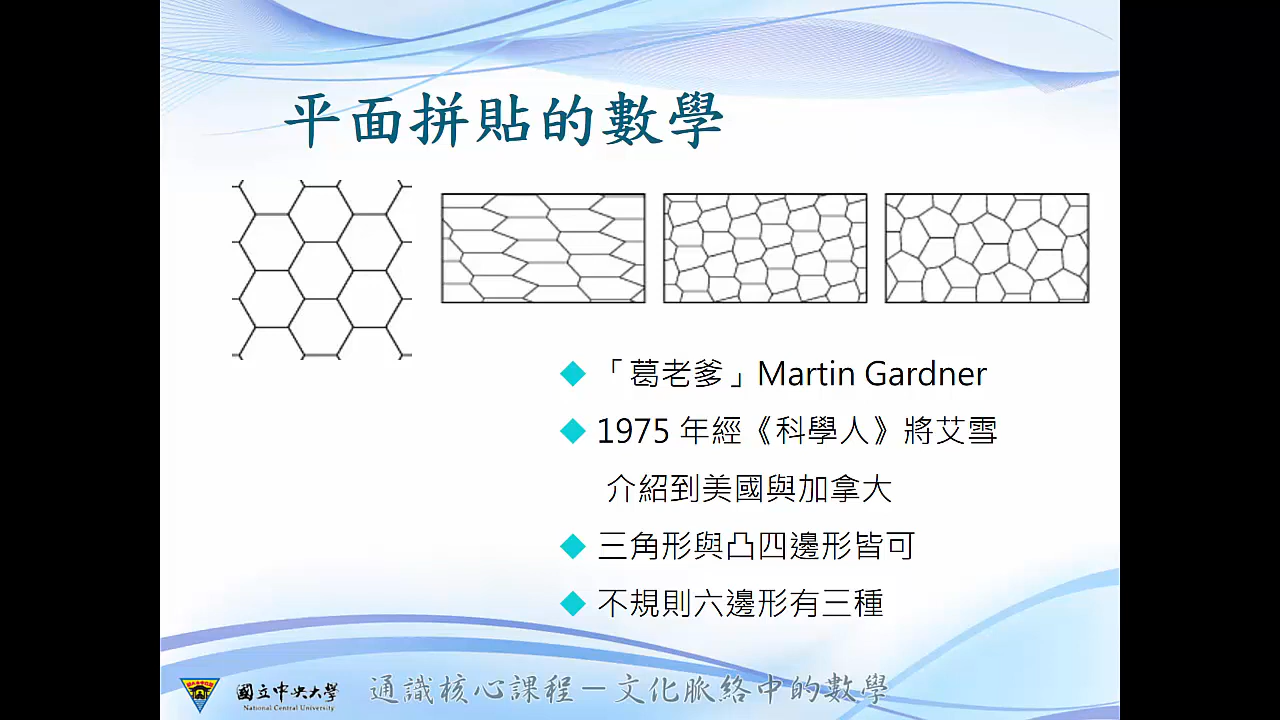 平面拼貼的數學
「葛老爹」Martin Gardner
1975 年經《科學人》將艾雪
介紹到美國與加拿大
三角形與凸四邊形皆可
不規則六邊形有三種
國立中央大學
National Central University
通識核心課程－文化脈絡中的數學